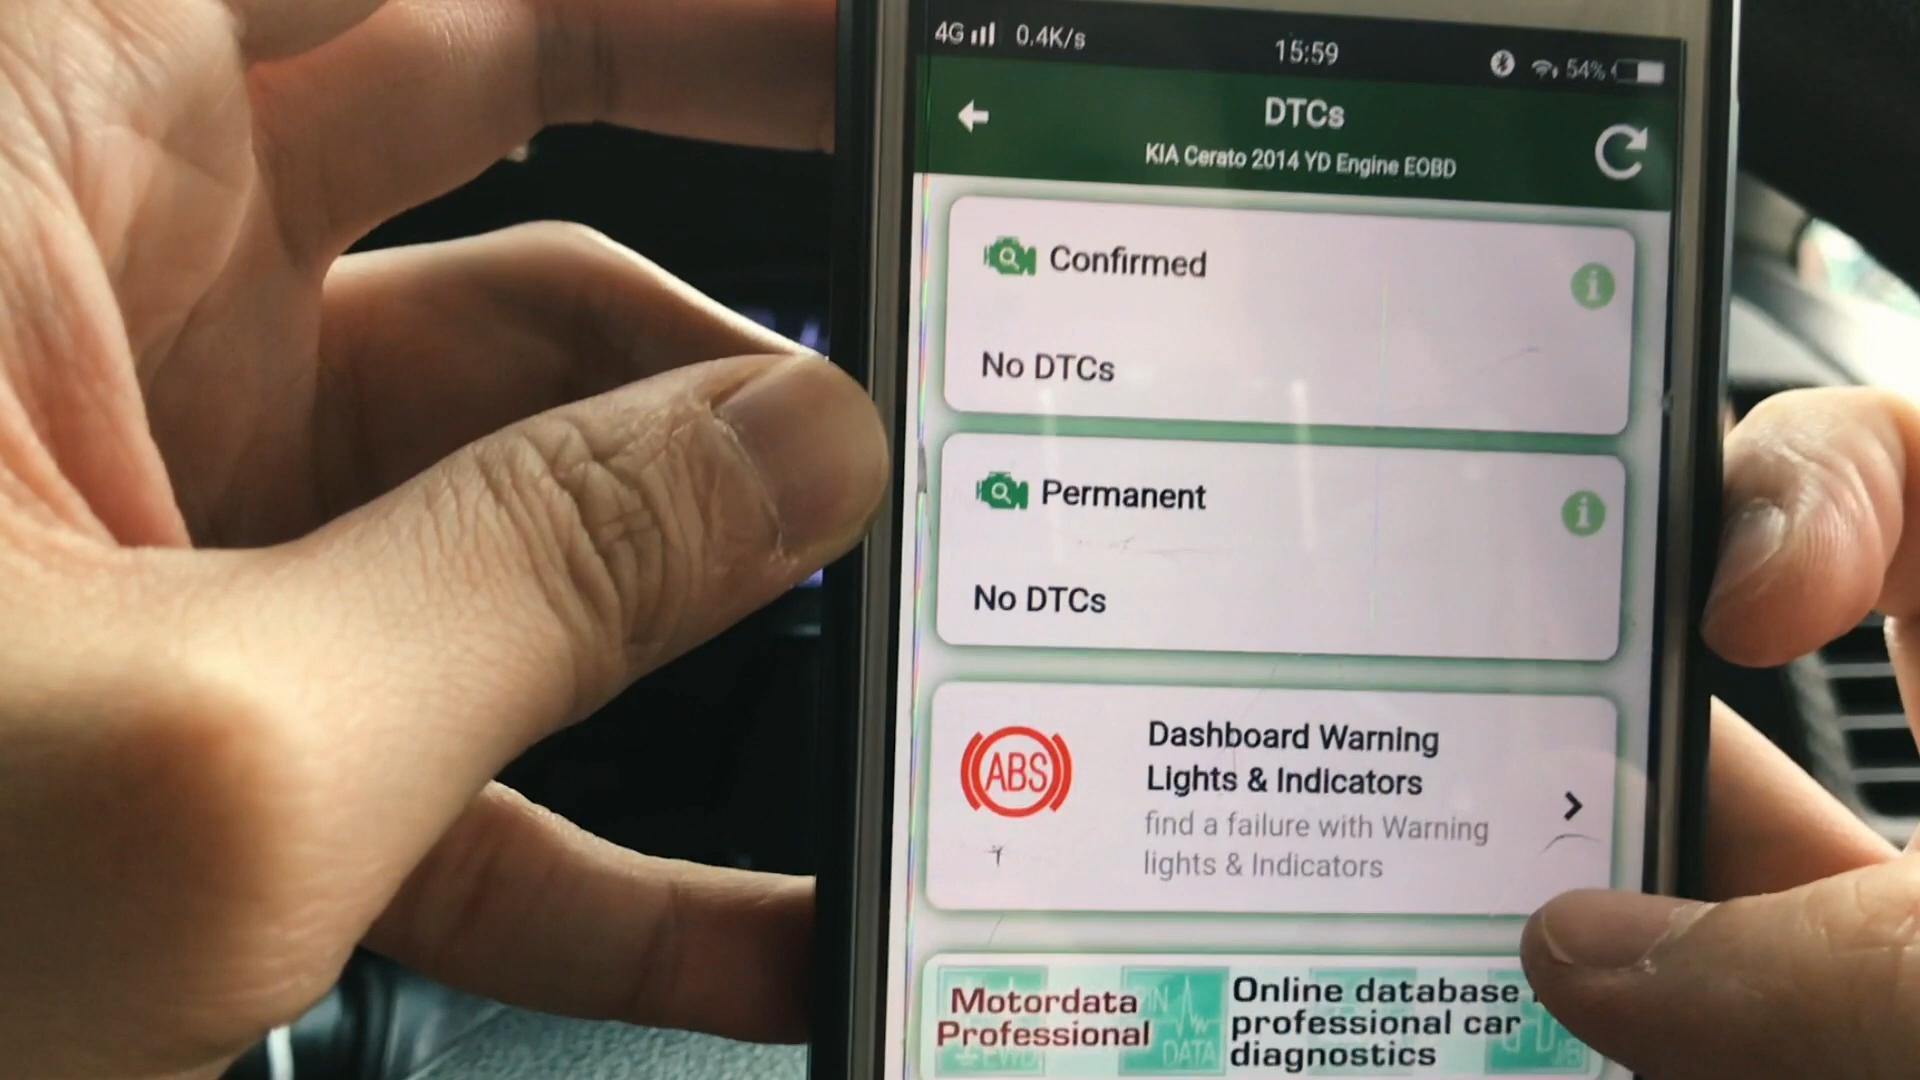 4G 0.4K/s 15:59 54%
DTCs
KIA Cerato 2014 YD Engine EOBD
Confirmed
No DTCs
Permanent
No DTCs
ABS
Dashboard Warning
Lights & Indicators
find a failure with Warning
lights & Indicators
Motordata
Professional
DATA
Online database
professional car
diagnostics